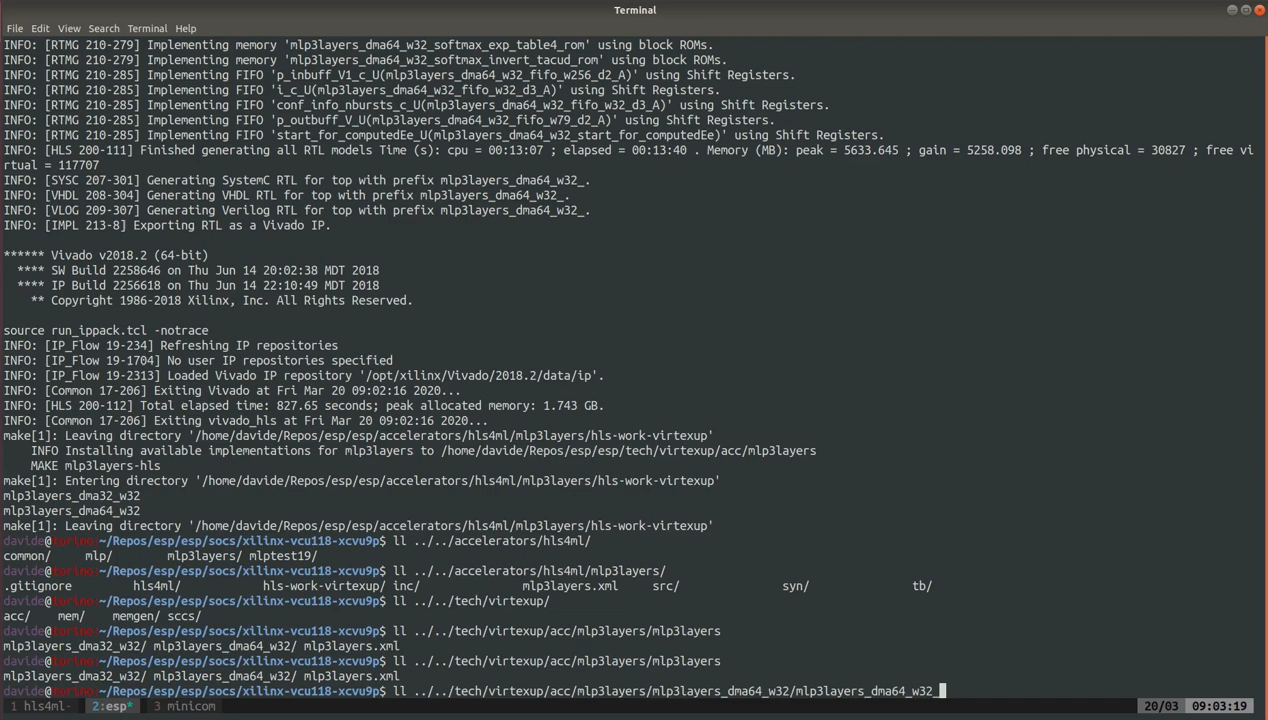 Terminal
File Edit View Search Terminal Help
INFO: [RTMG 210-279] Implementing memory 'mlp3layers_dma64_w32_softmax_exp_table4_rom' using block ROMs.
INFO: [RTMG 210-279] Implementing memory 'mlp3layers_dma64_w32_softmax_invert_tacud_rom' using block ROMs.
INFO: [RTMG 210-285] Implementing FIFO 'p_inbuff_V1_c_U(mlp3layers_dma64_w32_fifo_w256_d2_A)' using Shift Registers.
INFO: [RTMG 210-285] Implementing FIFO 'i_c_U(mlp3layers_dma64_w32_fifo_w32_d3_A)' using Shift Registers.
INFO: [RTMG 210-285] Implementing FIFO 'conf_info_nbursts_c_U(mlp3layers_dma64_w32_fifo_w32_d3_A)' using Shift Registers.
INFO: [RTMG 210-285] Implementing FIFO 'p_outbuff_V_U(mlp3layers_dma64_w32_fifo_w79_d2_A)' using Shift Registers.
INFO: [RTMG 210-285] Implementing FIFO 'start_for_computedEe_U(mlp3layers_dma64_w32_start_for_computedEe)' using Shift Registers.
INFO: [HLS 200-111] Finished generating all RTL models Time (s): cpu = 00:13:07 ; elapsed = 00:13:40 . Memory (MB): peak = 5633.645 ; gain = 5258.098 ; free physical = 30827 ; free vi
rtual = 117707
INFO: [SYSC 207-301] Generating SystemC RTL for top with prefix mlp3layers_dma64_w32_.
INFO: [VHDL 208-304] Generating VHDL RTL for top with prefix mlp3layers_dma64_w32_.
INFO: [VLOG 209-307] Generating Verilog RTL for top with prefix mlp3layers_dma64_w32_.
INFO: [IMPL 213-8] Exporting RTL as a Vivado IP.
****** Vivado v2018.2 (64-bit)
**** SW Build 2258646 on Thu Jun 14 20:02:38 MDT 2018
**** IP Build 2256618 on Thu Jun 14 22:10:49 MDT 2018
** Copyright 1986-2018 Xilinx, Inc. All Rights Reserved.
source run_ippack.tcl -notrace
INFO: [IP_Flow 19-234] Refreshing IP repositories
INFO: [IP_Flow 19-1704] No user IP repositories specified
INFO: [IP_Flow 19-2313] Loaded Vivado IP repository '/opt/xilinx/Vivado/2018.2/data/ip'.
INFO: [Common 17-206] Exiting Vivado at Fri Mar 20 09:02:16 2020...
INFO: [HLS 200-112] Total elapsed time: 827.65 seconds; peak allocated memory: 1.743 GB.
INFO: [Common 17-206] Exiting vivado_hls at Fri Mar 20 09:02:16 2020...
make[1]: Leaving directory '/home/davide/Repos/esp/esp/accelerators/hls4ml/mlp3layers/hls-work-virtexup'
INFO Installing available implementations for mlp3layers to /home/davide/Repos/esp/esp/tech/virtexup/acc/mlp3layers
MAKE mlp3layers-hls
make[1]: Entering directory '/home/davide/Repos/esp/esp/accelerators/hls4ml/mlp3layers/hls-work-virtexup'
mlp3layers_dma32_w32
mlp3layers_dma64_w32
make[1]: Leaving directory '/home/davide/Repos/esp/esp/accelerators/hls4ml/mlp3layers/hls-work-virtexup'
davide@torino:~/Repos/esp/esp/socs/xilinx-vcu118-xcvu9p$ ll ../../accelerators/hls4ml/
common/ mlp/ mlp3layers/ mlptest19/
davide@torino:~/Repos/esp/esp/socs/xilinx-vcu118-xcvu9p$ ll ../../accelerators/hls4ml/mlp3layers/
.gitignore hls4ml/ hls-work-virtexup/ inc/ mlp3layers.xml src/ syn/ tb/
davide@torino:~/Repos/esp/esp/socs/xilinx-vcu118-xcvu9p$ ll ../../tech/virtexup/
acc/ mem/ memgen/ sccs/
davide@torino:~/Repos/esp/esp/socs/xilinx-vcu118-xcvu9p$ ll ../../tech/virtexup/acc/mlp3layers/mlp3layers
mlp3layers_dma32_w32/ mlp3layers_dma64_w32/ mlp3layers.xml
davide@torino:~/Repos/esp/esp/socs/xilinx-vcu118-xcvu9p$ ll ../../tech/virtexup/acc/mlp3layers/mlp3layers
mlp3layers_dma32_w32/ mlp3layers_dma64_w32/ mlp3layers.xml
davide@torino:~/Repos/esp/esp/socs/xilinx-vcu118-xcvu9p$ ll ../../tech/virtexup/acc/mlp3layers/mlp3layers_dma64_w32/mlp3layers_dma64_w32_
1 hls4ml- 2:esp* 3 minicom 20/03 09:03:19